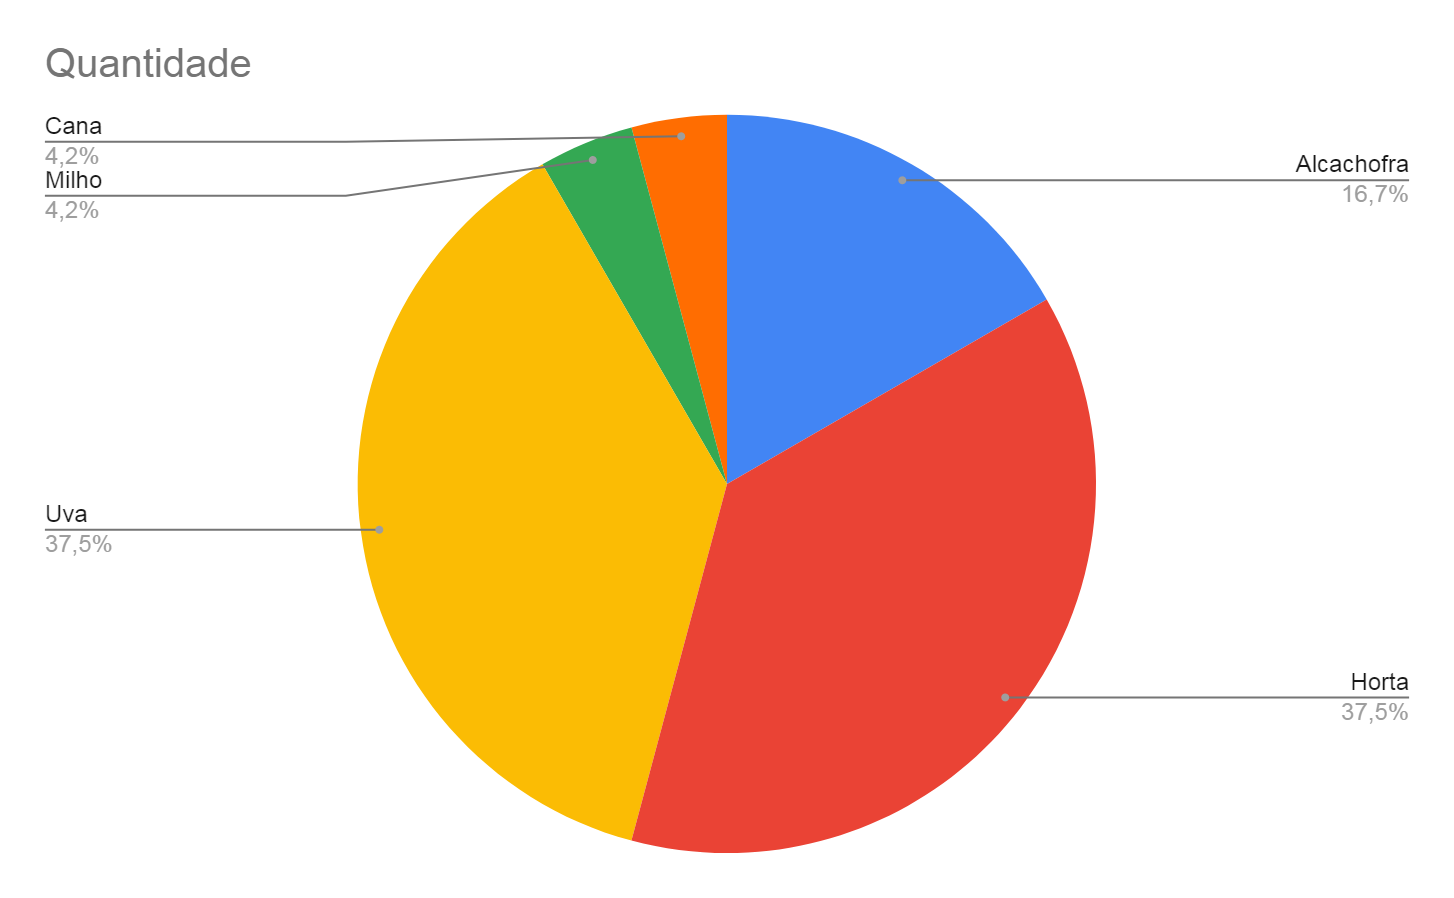 Quantidade
Cana
4,2%
Milho
4,2%
Alcachofra
16,7%
Uva
37,5%
Horta
37,5%